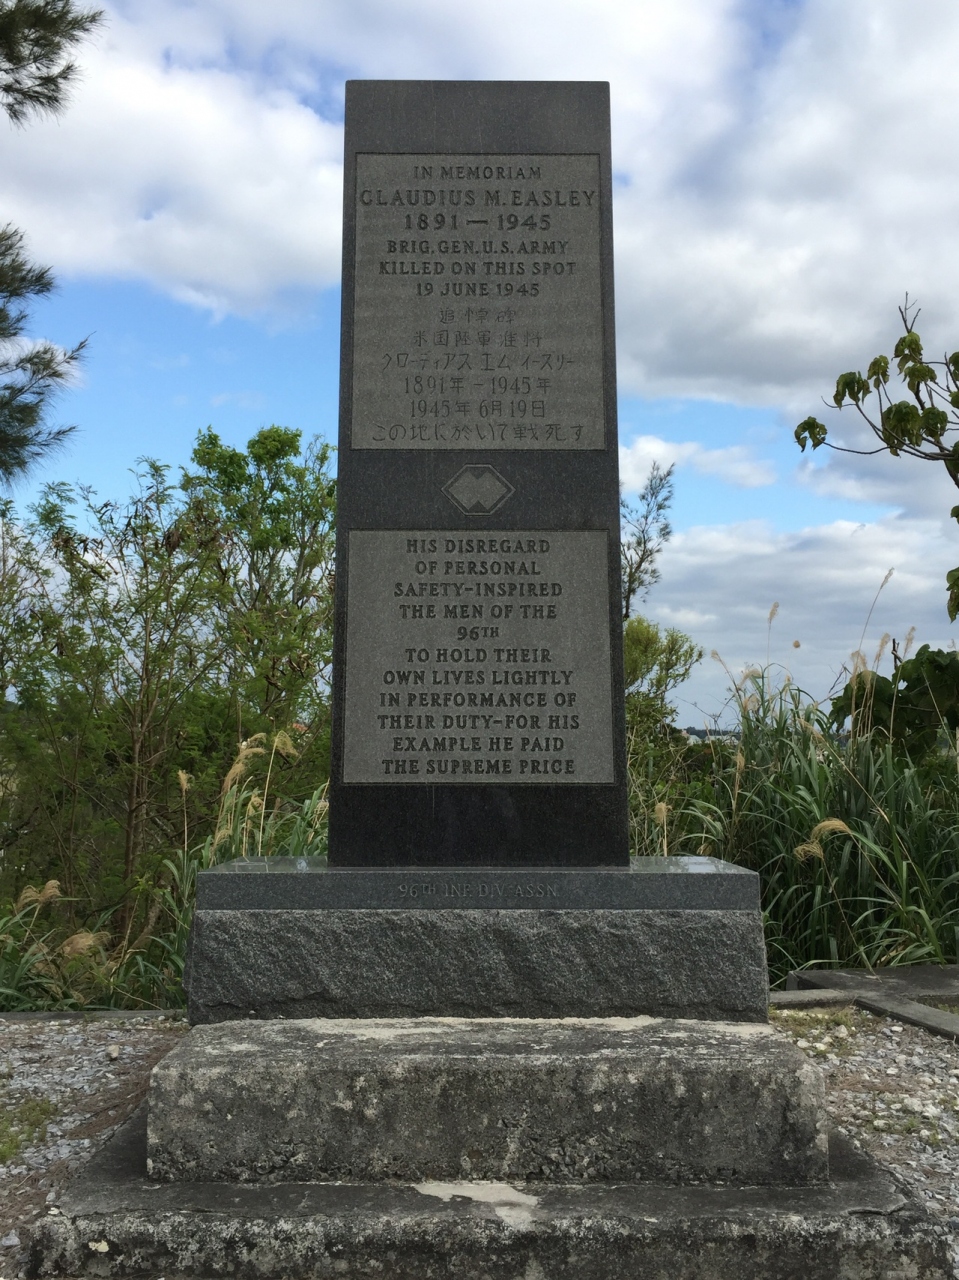 IN MEMORIAM
CLAUDIUS M. EASLEY
1891 — 1945
BRIG. GEN. U.S. ARMY
KILLED ON THIS SPOT
19 JUNE 1945
追悼碑
米国陸軍准将
クローディアス エム イースリー
1891年-1945年
1945年6月19日
この地に於いて戦死す
HIS DISREGARD
OF PERSONAL
SAFETY-INSPIRED
THE MEN OF THE
96TH
TO HOLD THEIR
OWN LIVES LIGHTLY
IN PERFORMANCE OF
THEIR DUTY-FOR HIS
EXAMPLE HE PAID
THE SUPREME PRICE
96TH INF DIV ASSN